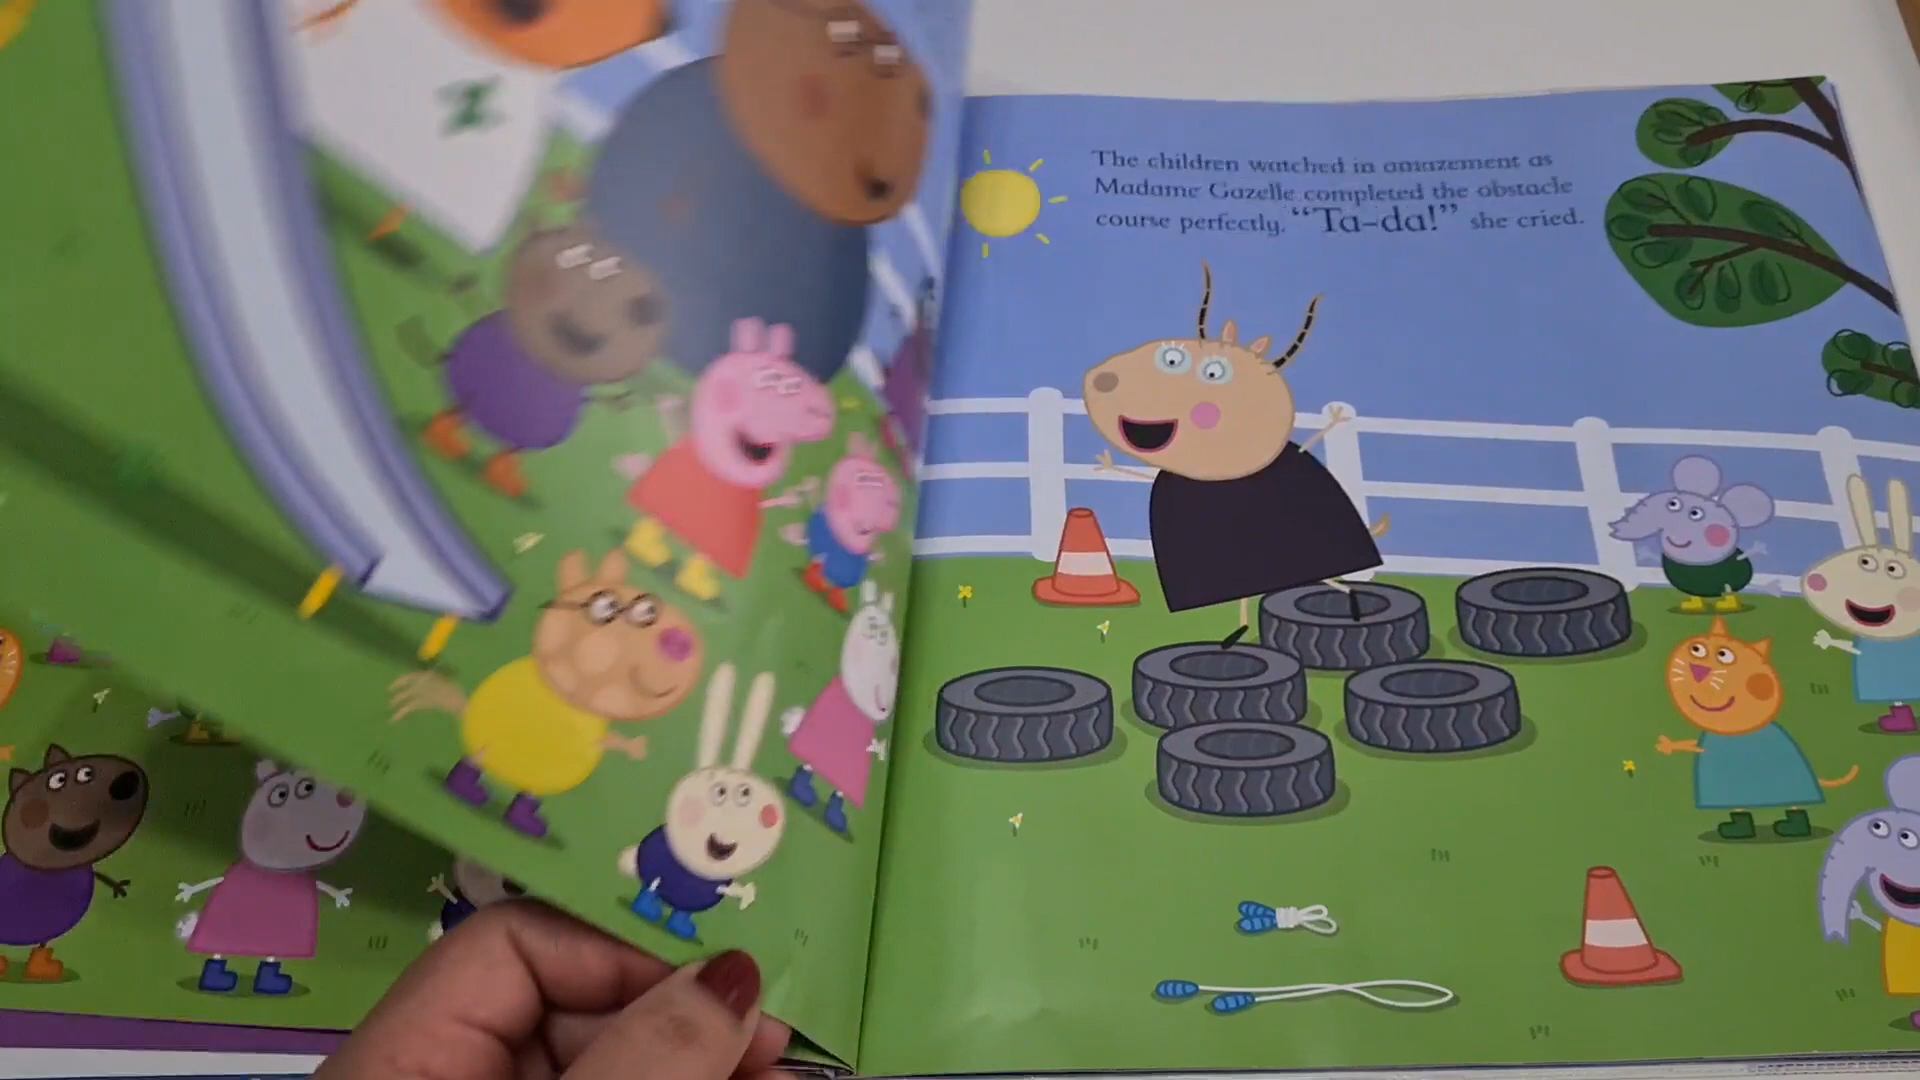 The children watched in amazement as
Madame Gazelle completed the obstacle
course perfectly. “Ta-da!” she cried.